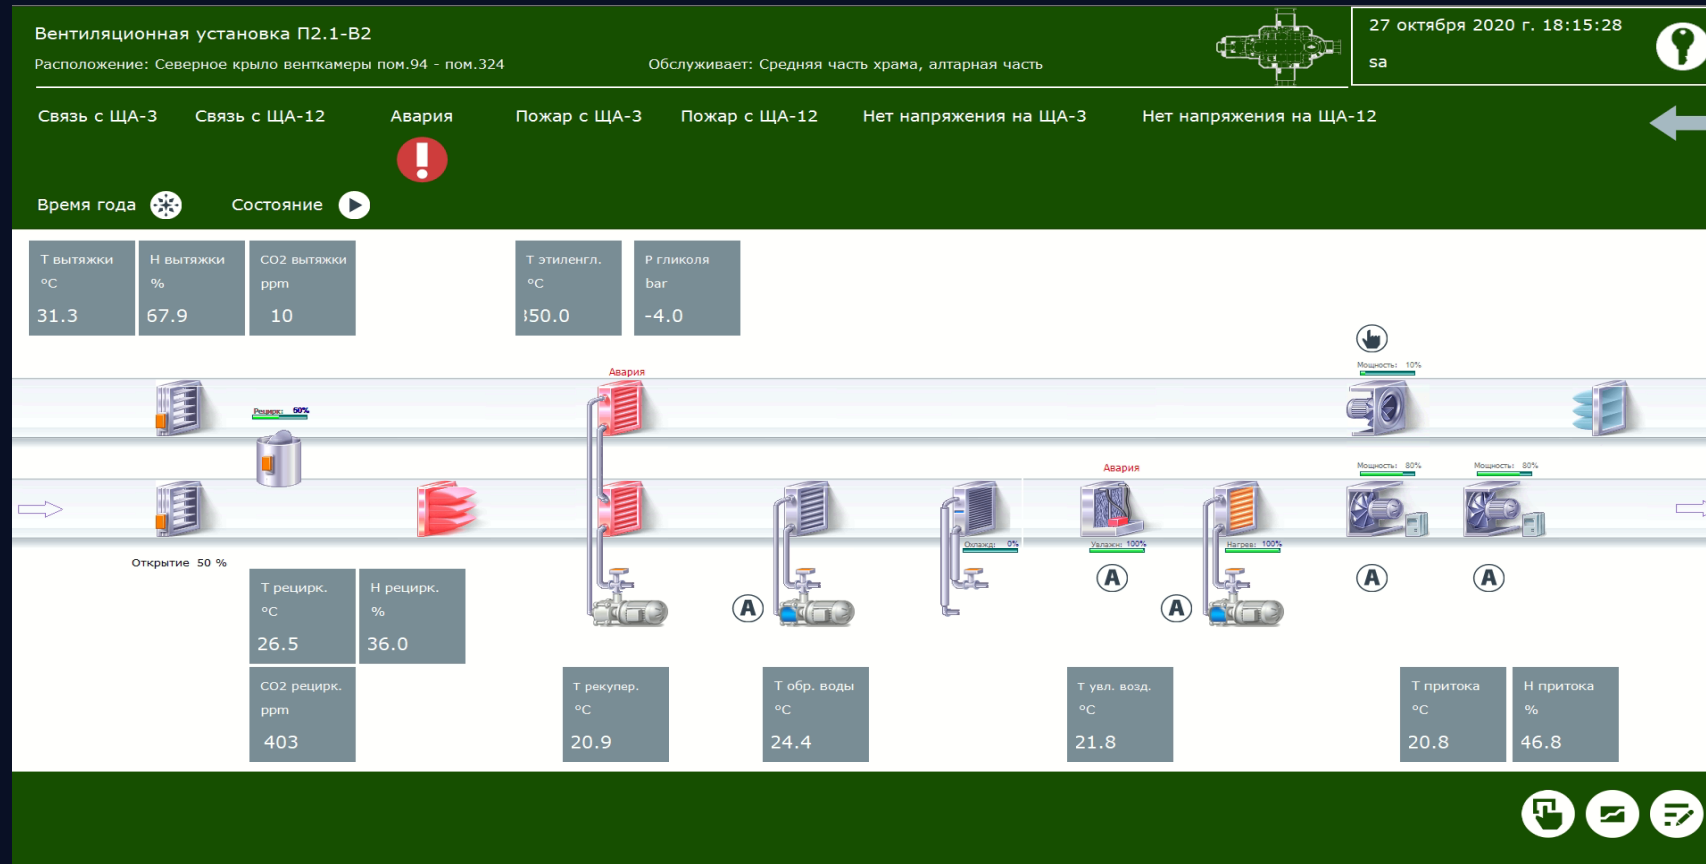 Вентиляционная установка П2.1-В2
Расположение: Северное крыло венткамеры пом.94 - пом.324
Обслуживает: Средняя часть храма, алтарная часть
27 октября 2020 г. 18:15:28
sa
Связь с ЩА-3
Связь с ЩА-12
Авария
Пожар с ЩА-3
Пожар с ЩА-12
Нет напряжения на ЩА-3
Нет напряжения на ЩА-12
Время года
Состояние
Т вытяжки
°C
31.3
Н вытяжки
%
67.9
СО2 вытяжки
ppm
10
Т этиленгл.
°C
350.0
Р гликоля
bar
-4.0
Авария
Мощность: 10%
Рецирк: 50%
Авария
Мощность: 80%
Мощность: 80%
Охлажд: 0%
Увлажн: 100%
Нагрев: 100%
Открытие 50 %
A
A
A
A
A
Т рецирк.
°C
26.5
Н рецирк.
%
36.0
СО2 рецирк.
ppm
403
Т рекупер.
°C
20.9
Т обр. воды
°C
24.4
Т увл. возд.
°C
21.8
Т притока
°C
20.8
Н притока
%
46.8